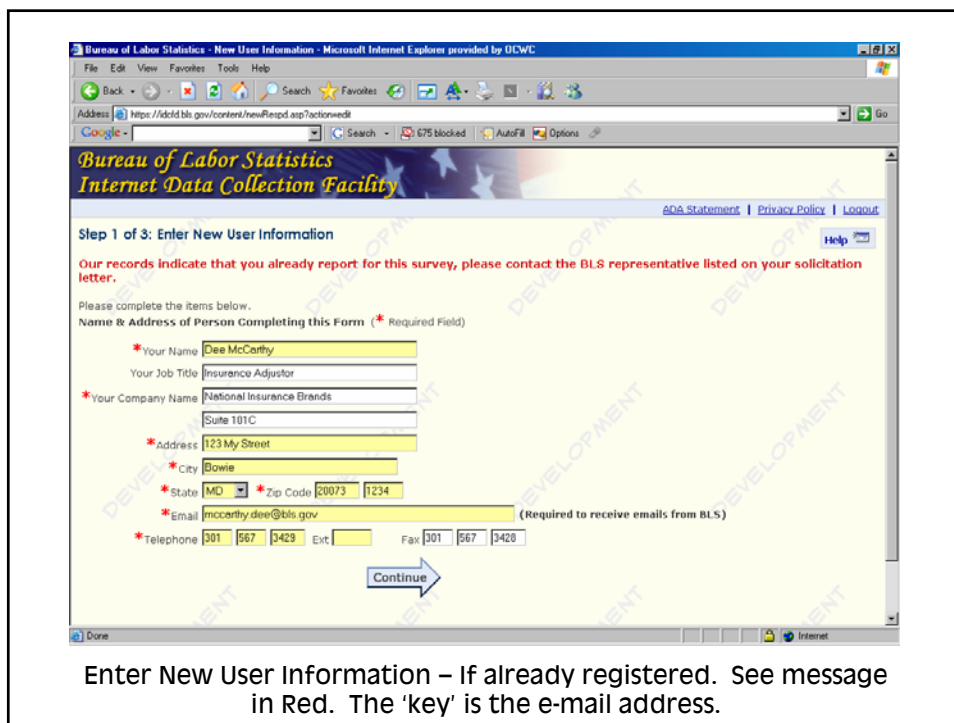 Bureau of Labor Statistics - New User Information - Microsoft Internet Explorer provided by OCWC
File Edit View Favorites Tools Help
Back Search Favorites
Address https://idcfd.bls.gov/content/newRespd.asp?action=edit Go
Google Search 675 blocked AutoFill Options
Bureau of Labor Statistics
Internet Data Collection Facility
ADA Statement | Privacy Policy | Logout
Step 1 of 3: Enter New User Information
Help
Our records indicate that you already report for this survey, please contact the BLS representative listed on your solicitation
letter.
Please complete the items below.
Name & Address of Person Completing this Form (* Required Field)
*Your Name Dee McCarthy
Your Job Title Insurance Adjustor
*Your Company Name National Insurance Brands
Suite 101C
*Address 123 My Street
*City Bowie
*State MD *Zip Code 20073 1234
*Email mccarthy.dee@bls.gov (Required to receive emails from BLS)
*Telephone 301 567 3429 Ext Fax 301 567 3428
Continue
DEVELOPMENT
Done Internet
Enter New User Information – If already registered. See message
in Red. The 'key' is the e-mail address.